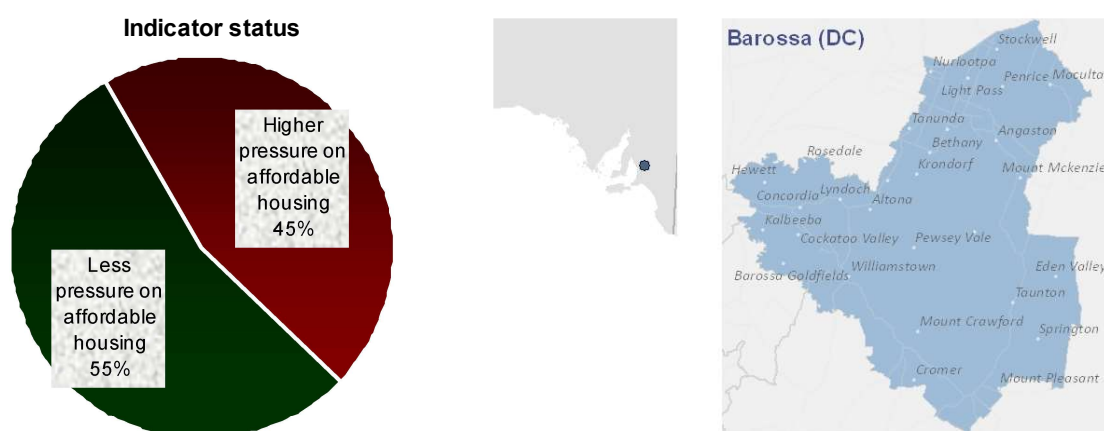 Indicator status
Higher
pressure on
affordable
housing
45%
Less
pressure on
affordable
housing
55%
Barossa (DC)
Stockwell
Nurlootpa
Penrice
Moculta
Light Pass
Tanunda
Angaston
Bethany
Rosedale
Krondorf
Hewett
Mount Mckenzie
Lyndoch
Concordia
Altona
Kalbeeba
Cockatoo Valley
Pewsey Vale
Barossa Goldfields
Williamstown
Eden Valley
Taunton
Mount Crawford
Springton
Cromer
Mount Pleasant